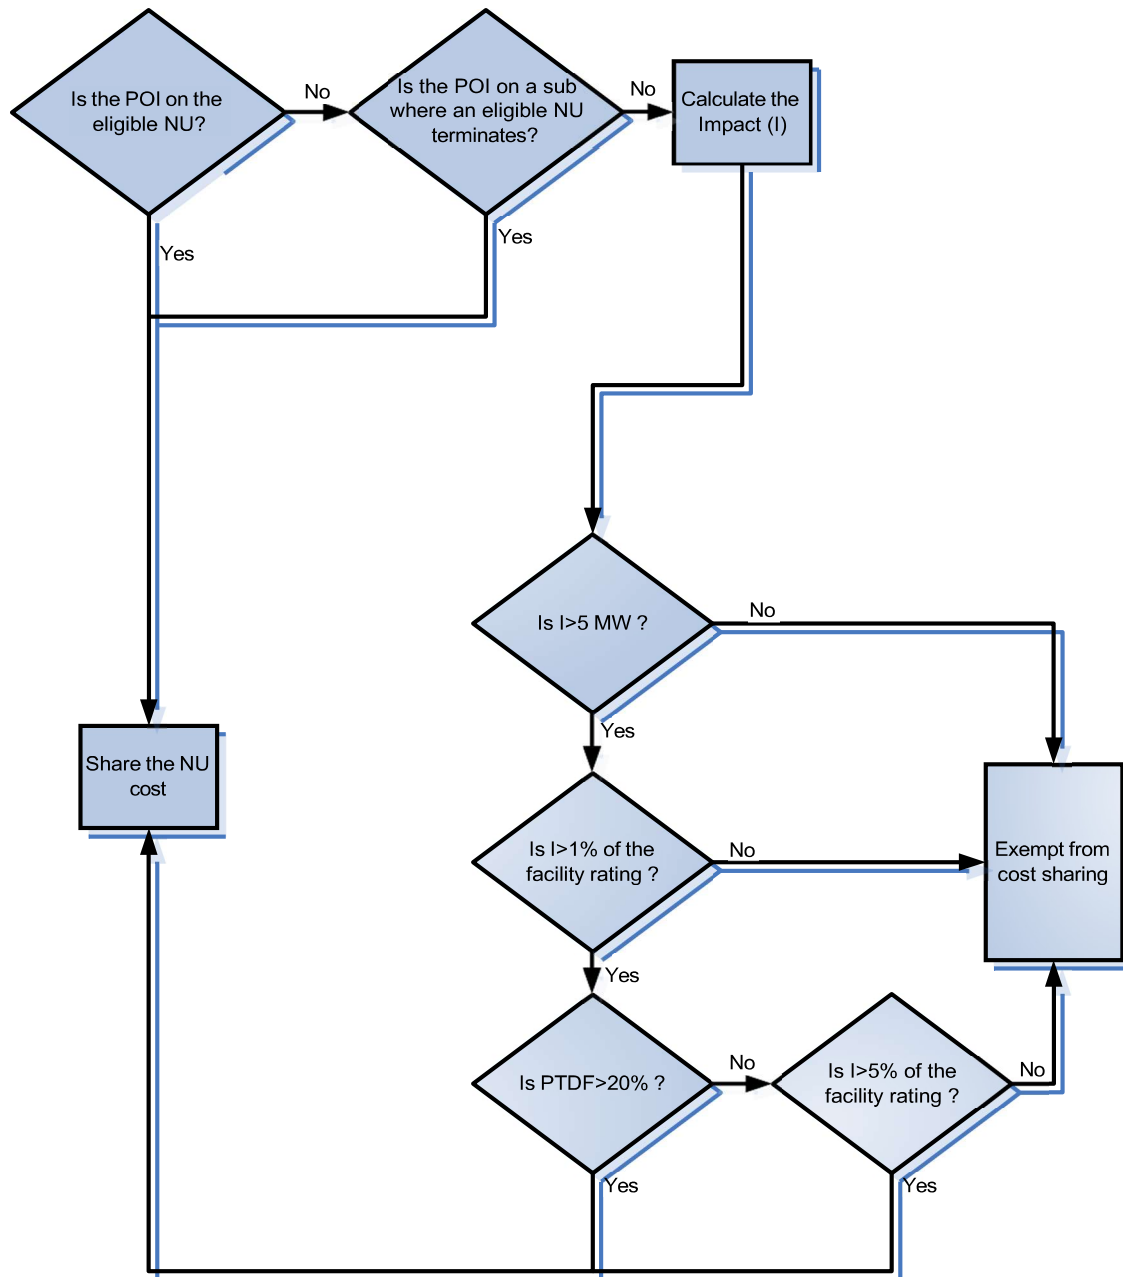 Is the POI on the
eligible NU?
No
Is the POI on a sub
where an eligible NU
terminates?
No
Calculate the
Impact (I)
Yes
Yes
Is I>5 MW ?
No
Yes
Share the NU
cost
Is I>1% of the
facility rating ?
No
Exempt from
cost sharing
Yes
Is PTDF>20% ?
No
Is I>5% of the
facility rating ?
No
Yes
Yes